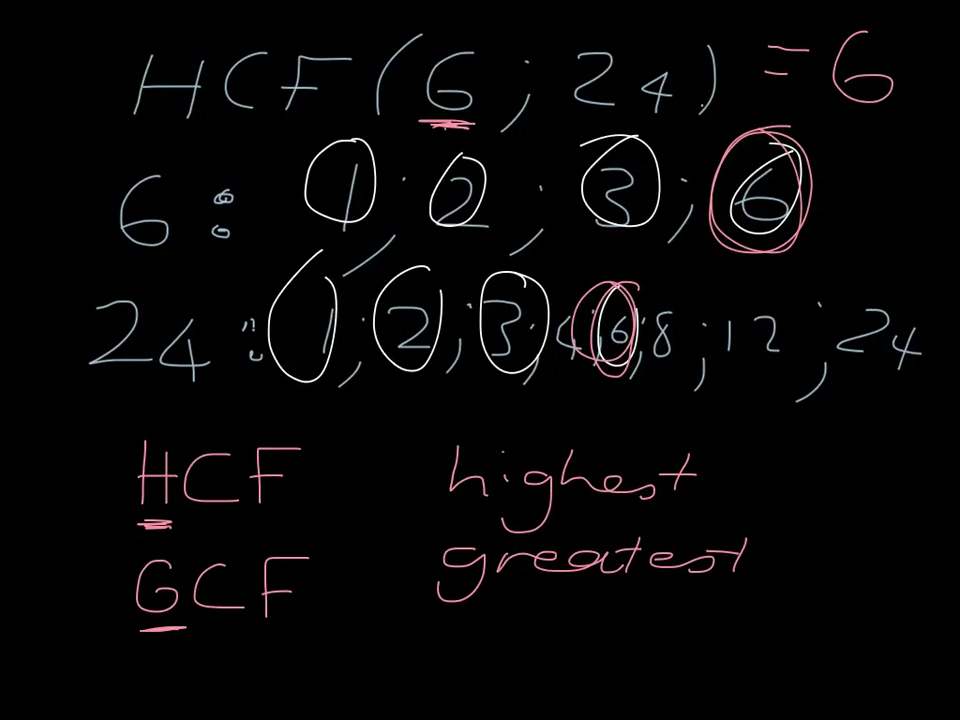 HCF(6;24) = 6
6: 1; 2; 3; 6
24: 1; 2; 3; 4; 6; 8; 12; 24
HCF highest
GCF greatest